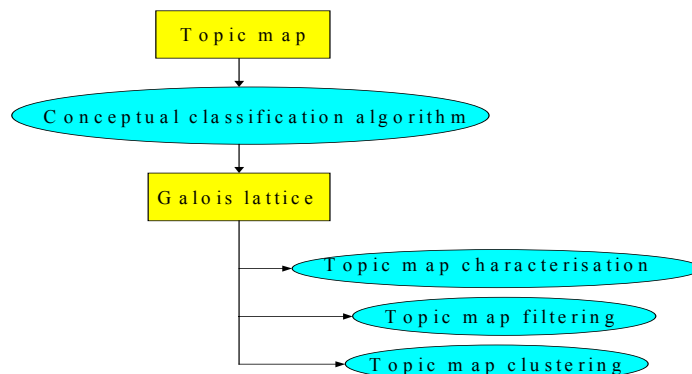 Topic map
Conceptual classification algorithm
Galois lattice
Topic map characterisation
Topic map filtering
Topic map clustering